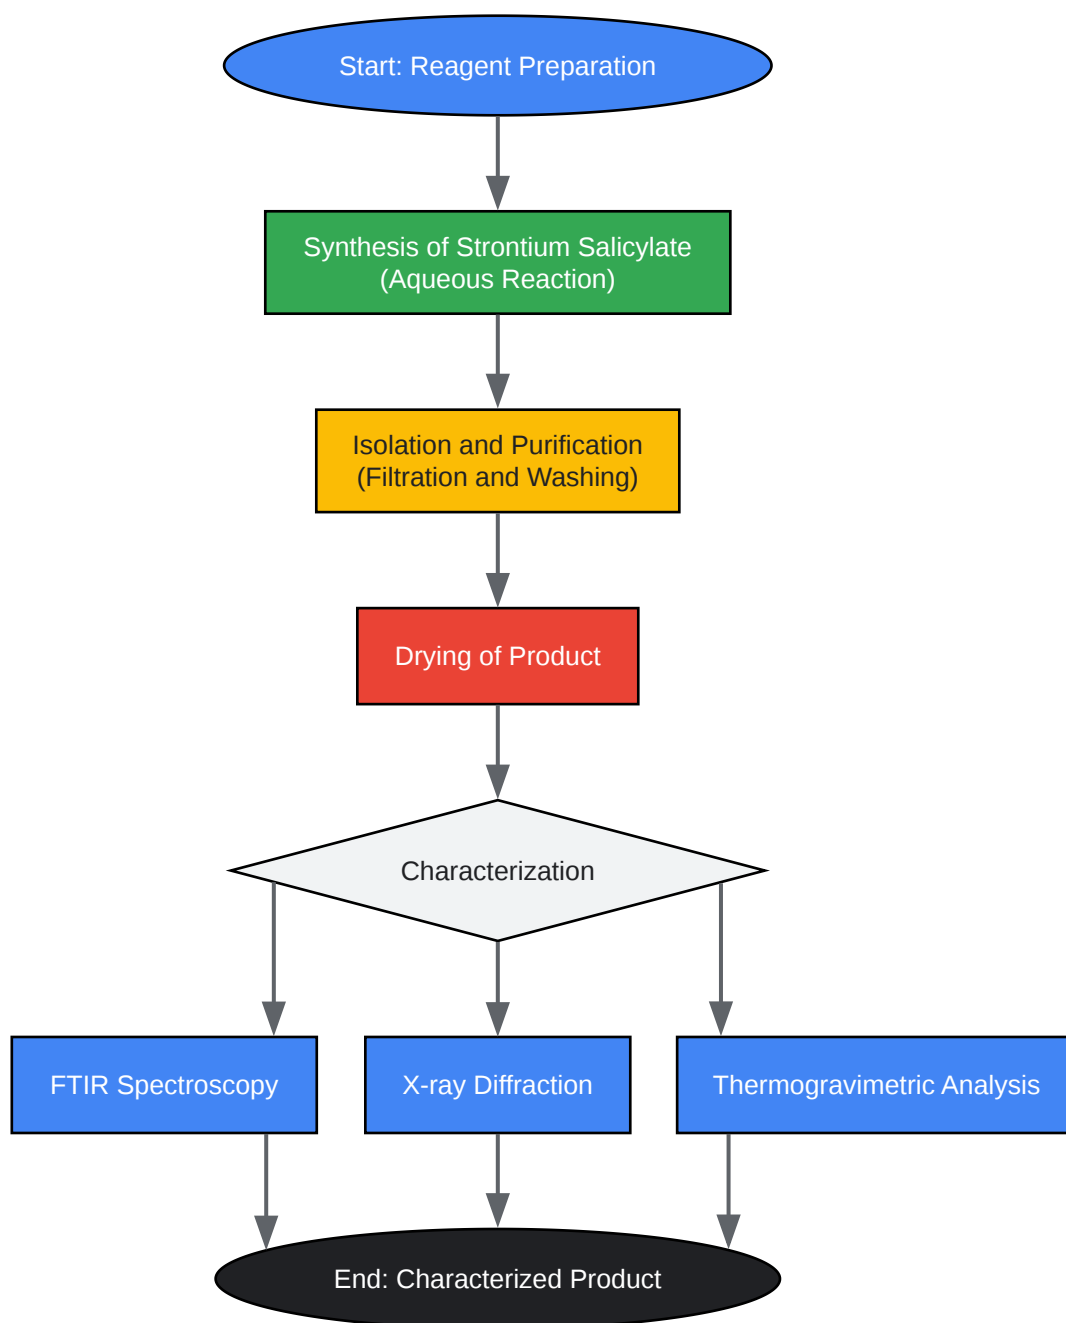 Start: Reagent Preparation
Synthesis of Strontium Salicylate
(Aqueous Reaction)
Isolation and Purification
(Filtration and Washing)
Drying of Product
Characterization
FTIR Spectroscopy
X-ray Diffraction
Thermogravimetric Analysis
End: Characterized Product